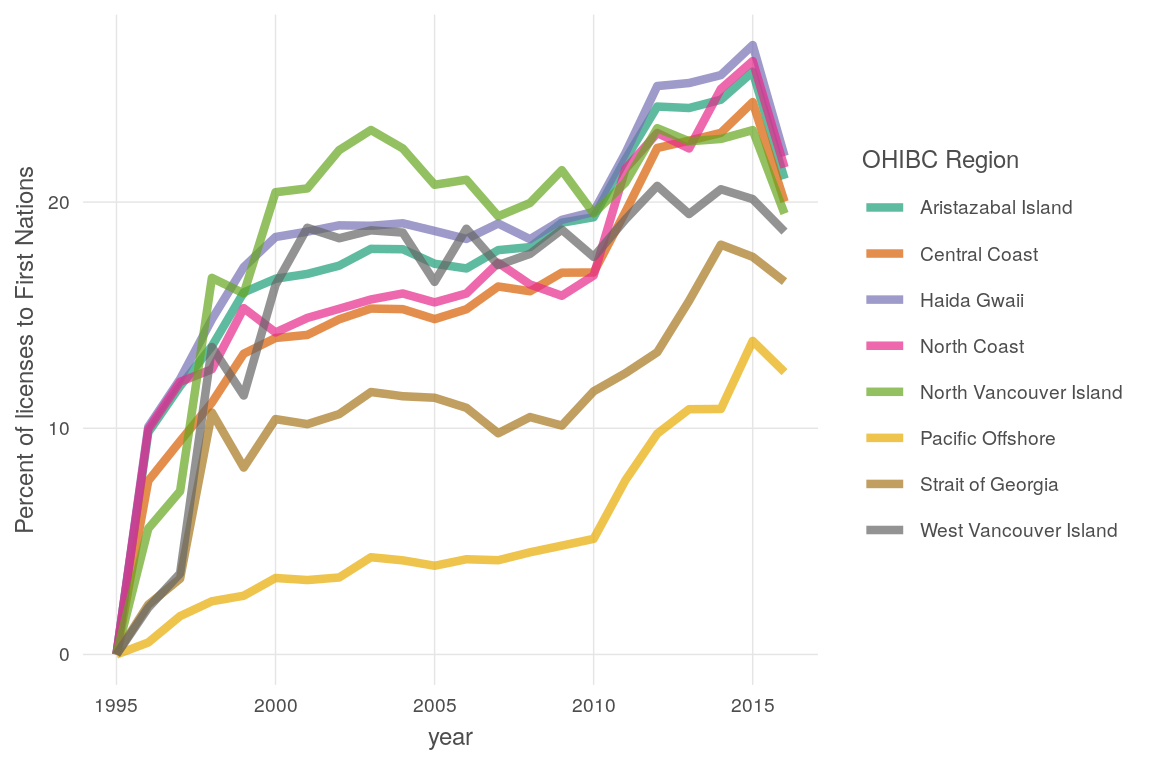 Percent of licenses to First Nations
20
10
0
1995 2000 2005 2010 2015
year
OHIBC Region
Aristazabal Island
Central Coast
Haida Gwaii
North Coast
North Vancouver Island
Pacific Offshore
Strait of Georgia
West Vancouver Island